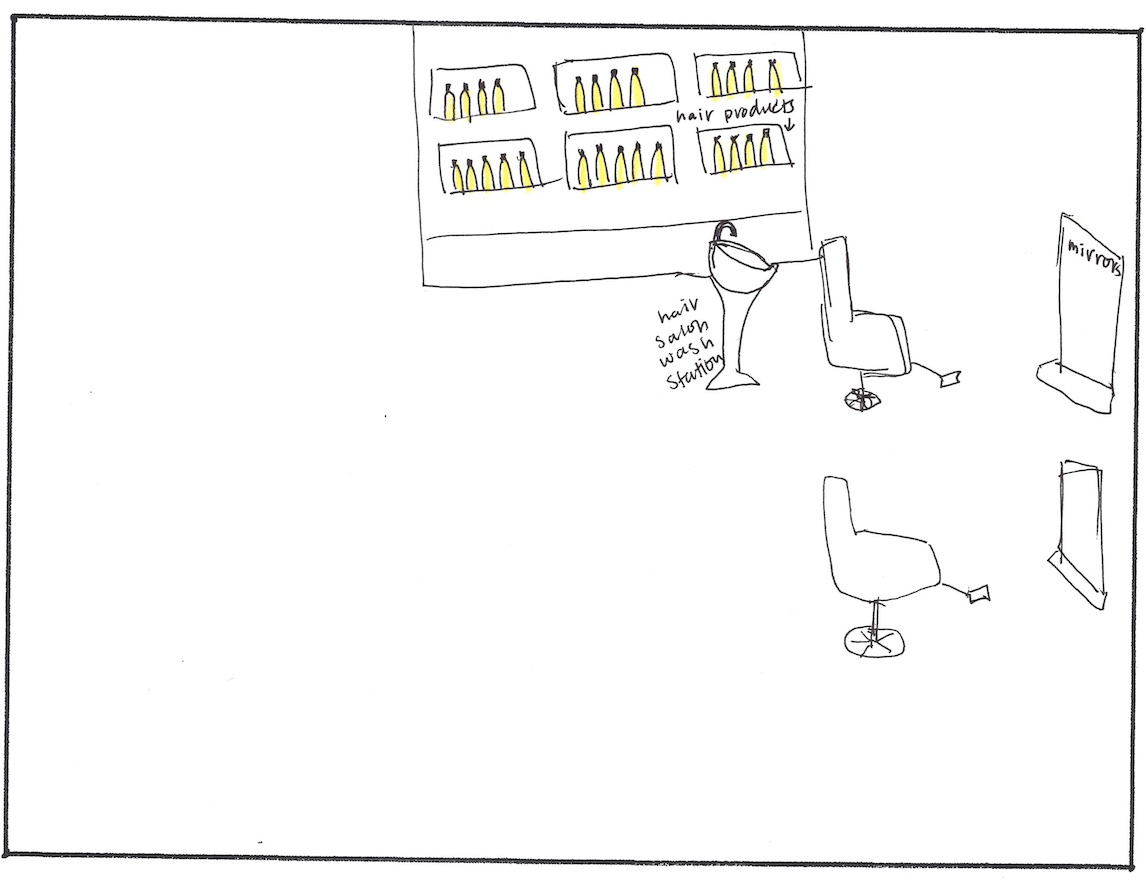 hair products
mirrors
hair
salon
wash
station